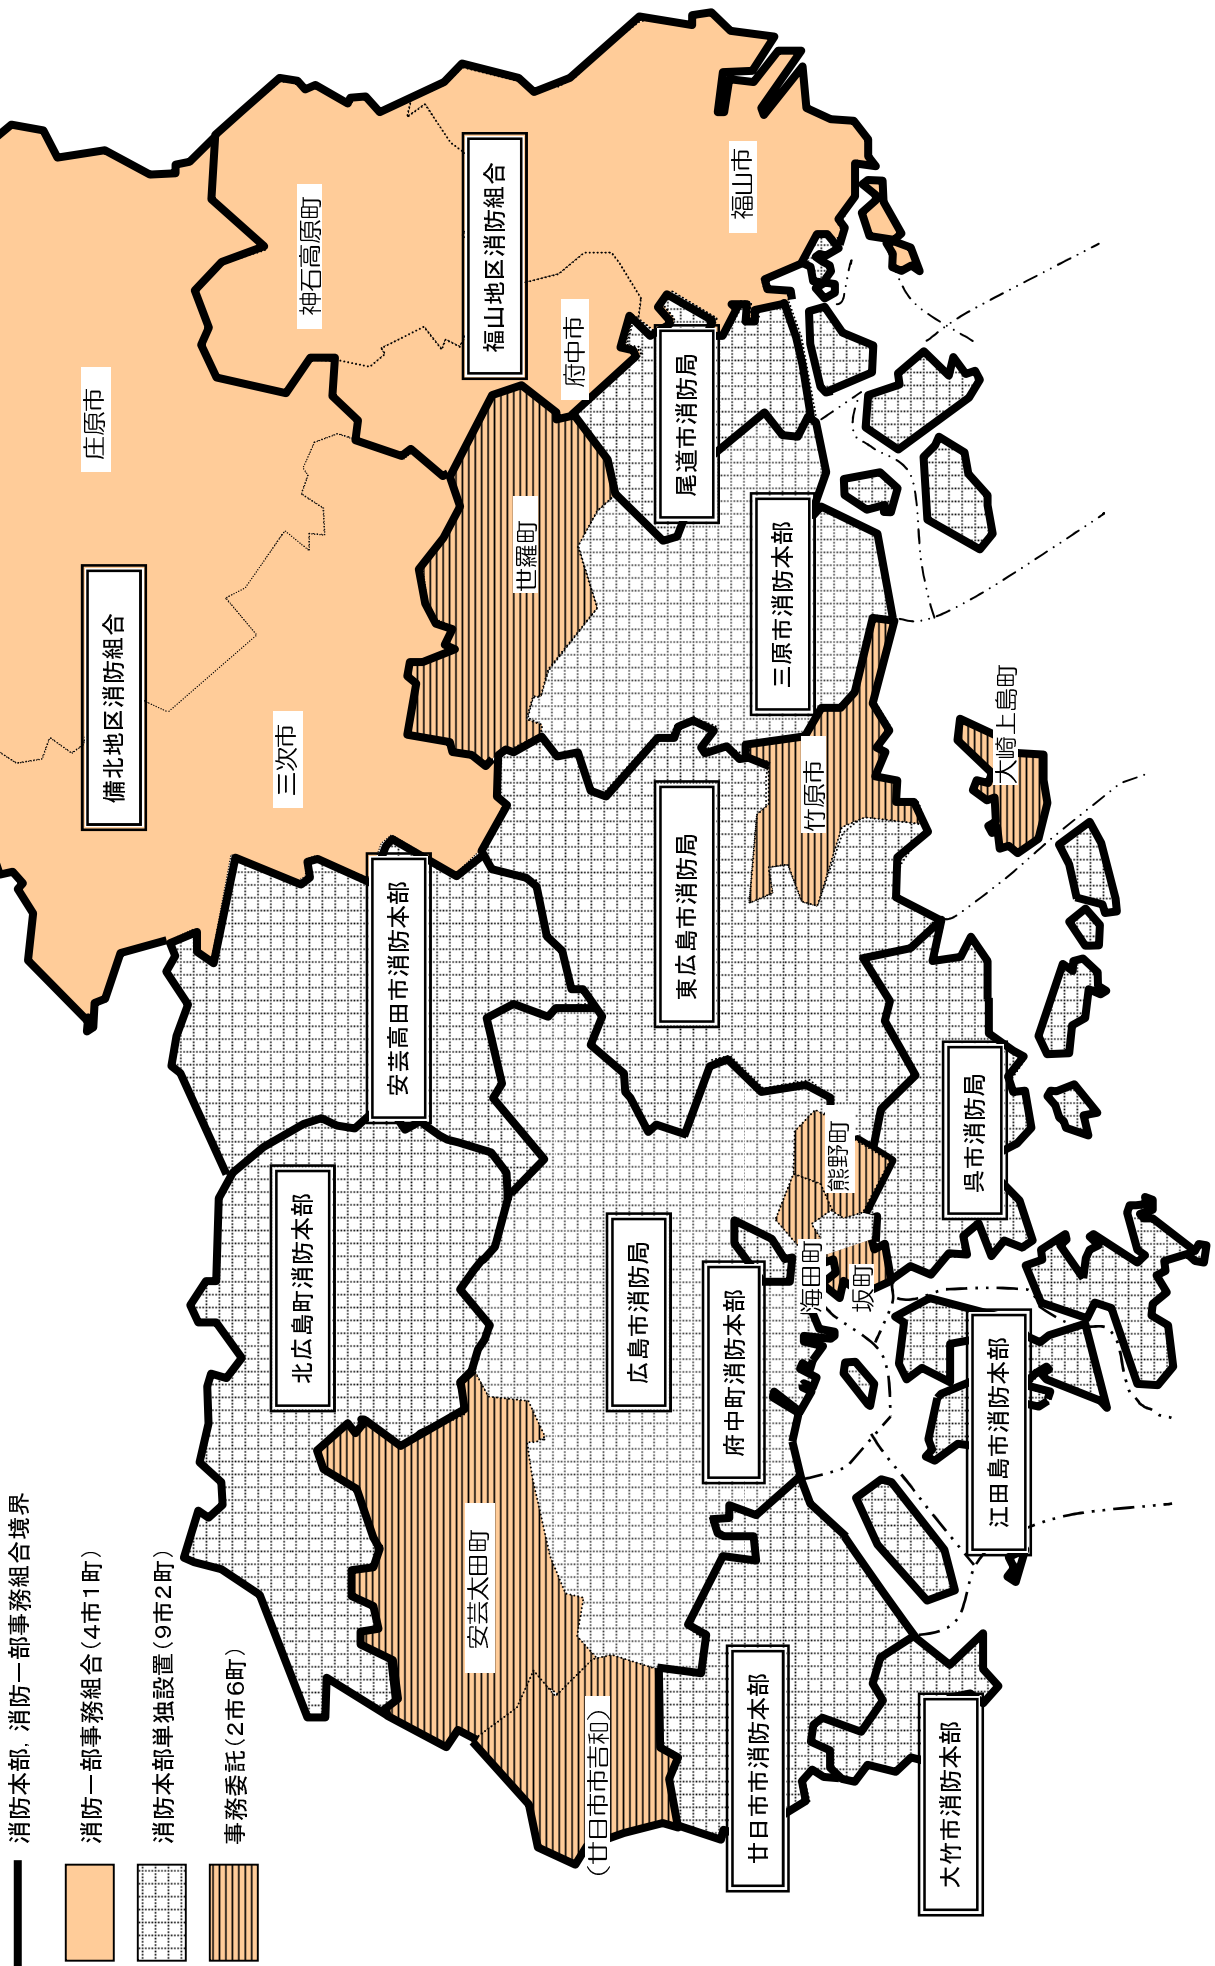 消防本部，消防一部事務組合境界
消防一部事務組合（４市１町）
消防本部単独設置（９市２町）
事務委託（２市６町）
庄原市
備北地区消防組合
三次市
神石高原町
福山地区消防組合
府中市
福山市
世羅町
尾道市消防局
三原市消防本部
竹原市
大崎上島町
東広島市消防局
安芸高田市消防本部
北広島町消防本部
広島市消防局
府中町消防本部
海田町
熊野町
坂町
呉市消防局
江田島市消防本部
安芸太田町
（廿日市市吉和）
廿日市市消防本部
大竹市消防本部